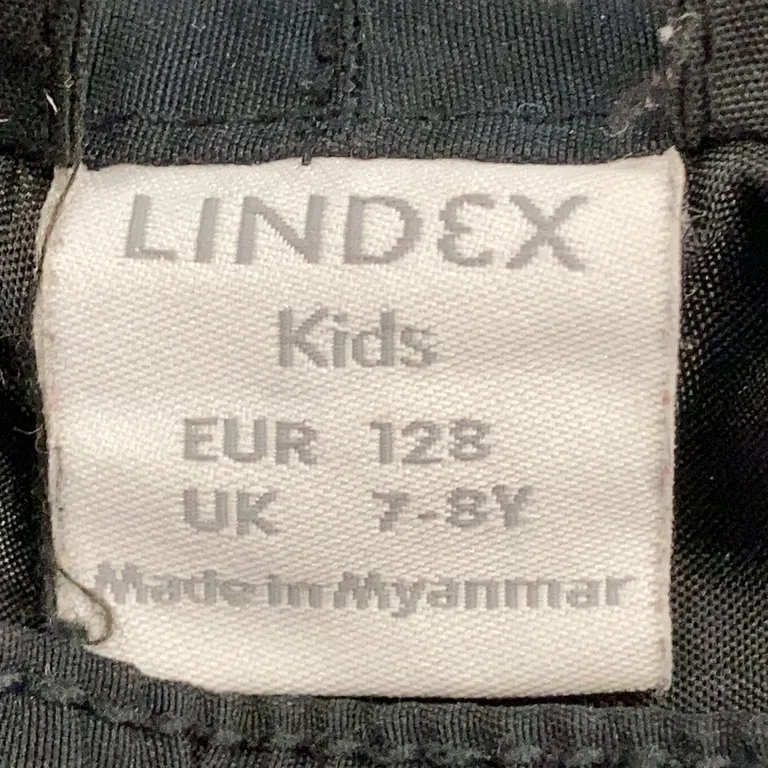 LINDEX
Kids
EUR 128
UK 7-8Y
Made in Myanmar